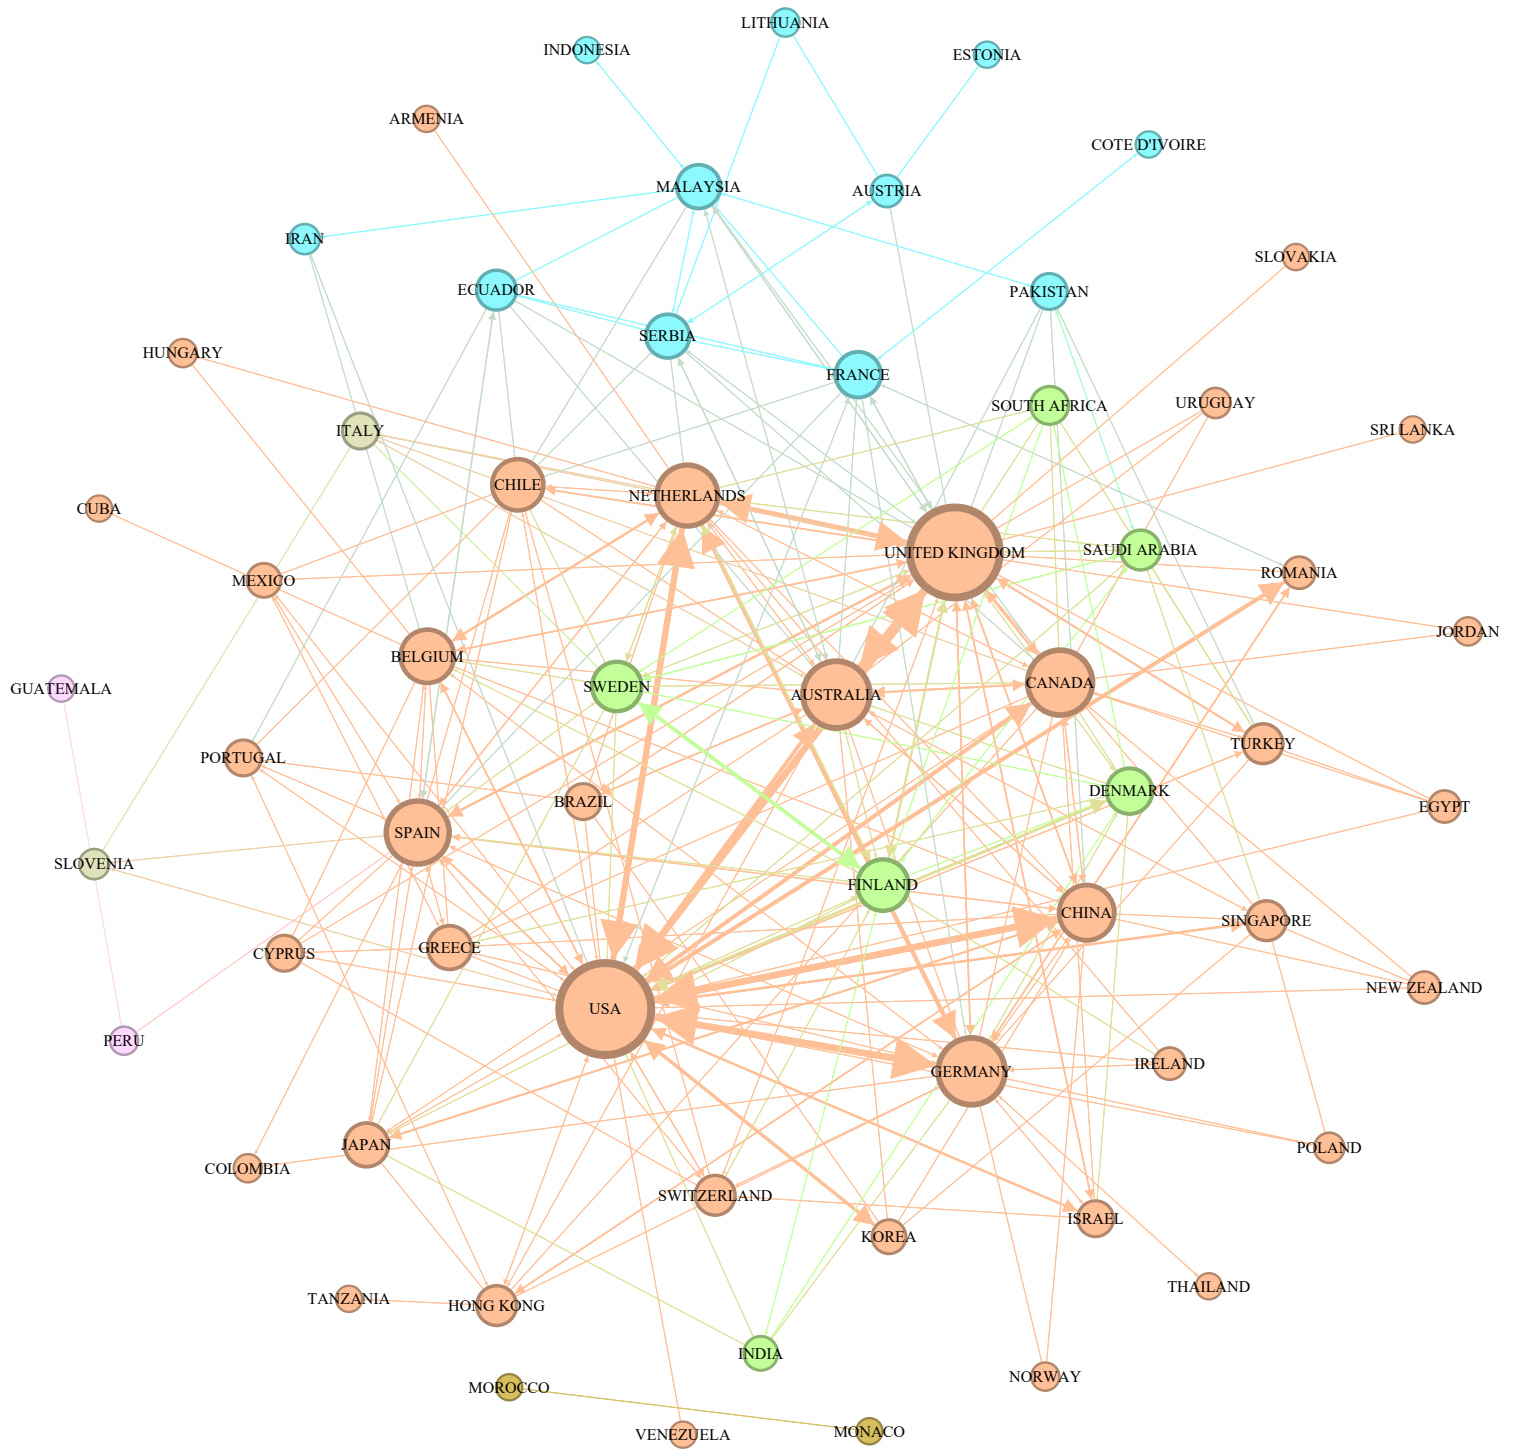 LITHUANIA
INDONESIA
ESTONIA
ARMENIA
COTE D'IVOIRE
MALAYSIA
AUSTRIA
IRAN
SLOVAKIA
ECUADOR
PAKISTAN
SERBIA
HUNGARY
FRANCE
SOUTH AFRICA
URUGUAY
ITALY
SRI LANKA
CHILE
NETHERLANDS
CUBA
UNITED KINGDOM
SAUDI ARABIA
MEXICO
ROMANIA
JORDAN
BELGIUM
GUATEMALA
SWEDEN
AUSTRALIA
CANADA
PORTUGAL
TURKEY
DENMARK
BRAZIL
EGYPT
SPAIN
SLOVENIA
FINLAND
CHINA
SINGAPORE
GREECE
CYPRUS
NEW ZEALAND
USA
PERU
IRELAND
GERMANY
JAPAN
POLAND
COLOMBIA
SWITZERLAND
ISRAEL
KOREA
THAILAND
TANZANIA
HONG KONG
INDIA
NORWAY
MOROCCO
MONACO
VENEZUELA